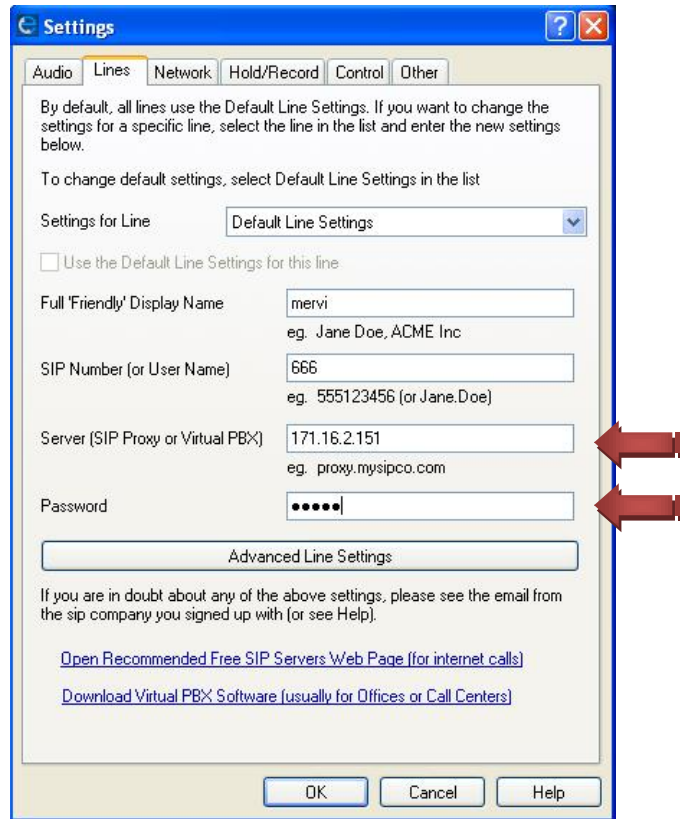 Settings
Audio Lines Network Hold/Record Control Other
By default, all lines use the Default Line Settings. If you want to change the
settings for a specific line, select the line in the list and enter the new settings
below.
To change default settings, select Default Line Settings in the list
Settings for Line Default Line Settings
Use the Default Line Settings for this line
Full 'Friendly' Display Name mervi
eg. Jane Doe, ACME Inc
SIP Number (or User Name) 666
eg. 555123456 (or Jane.Doe)
Server (SIP Proxy or Virtual PBX) 171.16.2.151
eg. proxy.mysipco.com
Password •••••
Advanced Line Settings
If you are in doubt about any of the above settings, please see the email from
the sip company you signed up with (or see Help).
Open Recommended Free SIP Servers Web Page (for internet calls)
Download Virtual PBX Software (usually for Offices or Call Centers)
OK Cancel Help